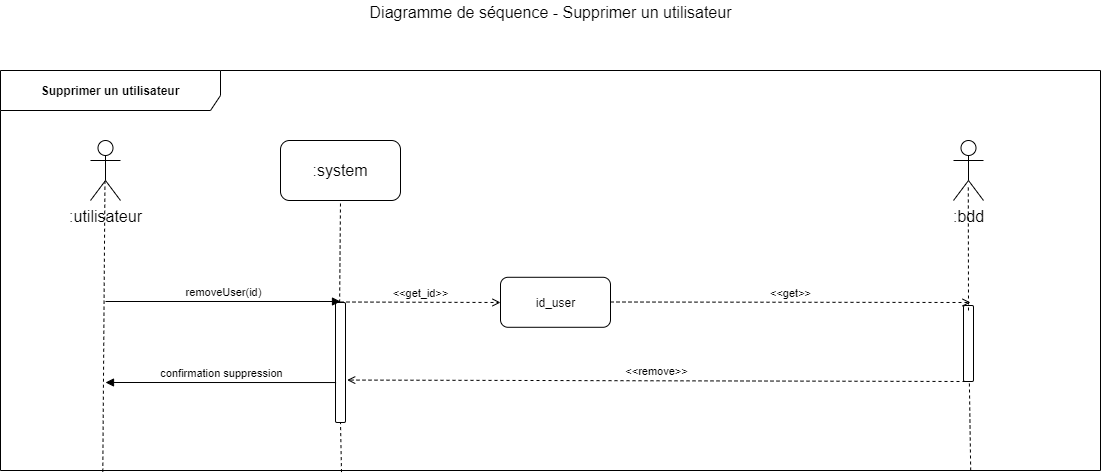 Diagramme de séquence - Supprimer un utilisateur
Supprimer un utilisateur
:system
:utilisateur
:bdd
removeUser(id)
<<get_id>>
id_user
<<get>>
confirmation suppression
<<remove>>